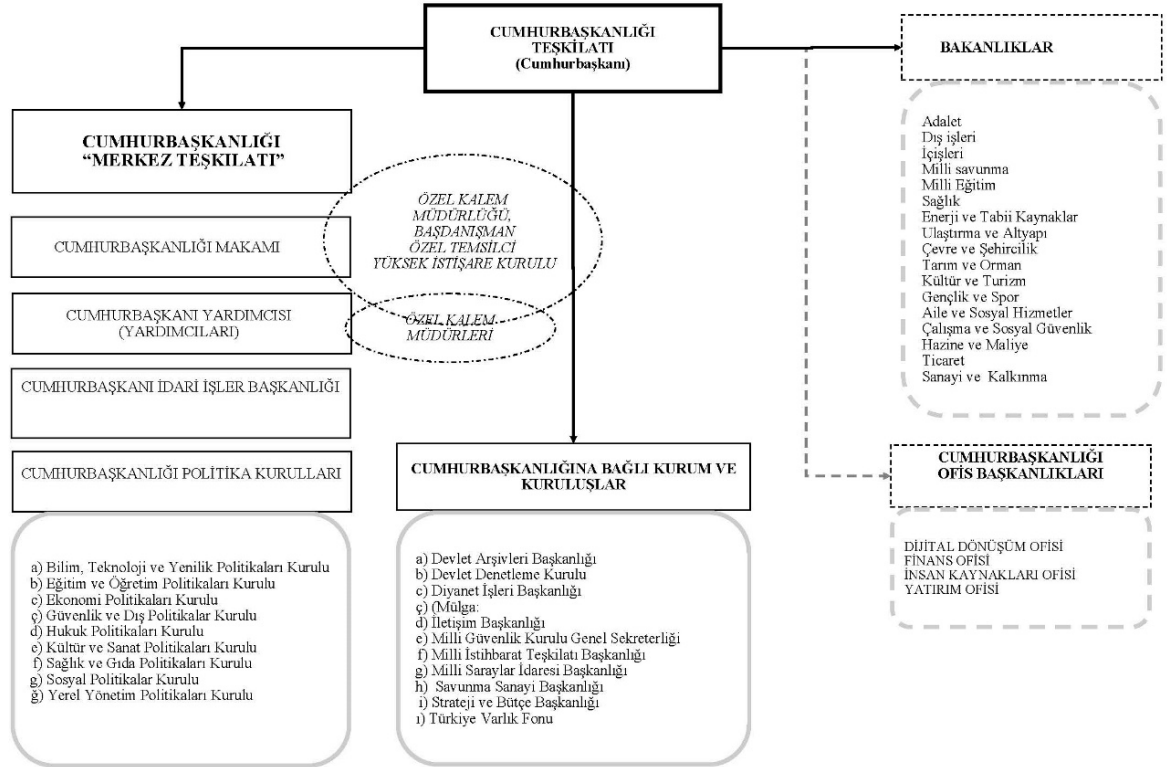 CUMHURBAŞKANLIĞI
TEŞKİLATI
(Cumhurbaşkanı)
CUMHURBAŞKANLIĞI
“MERKEZ TEŞKILATI”
CUMHURBAŞKANLIĞI MAKAMI
CUMHURBAŞKANI YARDIMCISI
(YARDIMCILARI)
CUMHURBAŞKANI İDARİ İŞLER BAŞKANLIĞI
CUMHURBAŞKANLIĞI POLİTİKA KURULLARI
a) Bilim, Teknoloji ve Yenilik Politikaları Kurulu
b) Eğitim ve Öğretim Politikaları Kurulu
c) Ekonomi Politikaları Kurulu
ç) Güvenlik ve Dış Politikalar Kurulu
d) Hukuk Politikaları Kurulu
e) Kültür ve Sanat Politikaları Kurulu
f) Sağlık ve Gıda Politikaları Kurulu
g) Sosyal Politikalar Kurulu
ğ) Yerel Yönetim Politikaları Kurulu
ÖZEL KALEM
MÜDÜRLÜĞÜ,
BAŞDANIŞMAN
ÖZEL TEMSİLCİ
YÜKSEK İSTİŞARE KURULU
ÖZEL KALEM
MÜDÜRLERİ
CUMHURBAŞKANLIĞINA BAĞLI KURUM VE
KURULUŞLAR
a) Devlet Arşivleri Başkanlığı
b) Devlet Denetleme Kurulu
c) Diyanet İşleri Başkanlığı
ç) (Mülga:
d) İletişim Başkanlığı
e) Milli Güvenlik Kurulu Genel Sekreterliği
f) Milli İstihbarat Teşkilatı Başkanlığı
g) Milli Saraylar İdaresi Başkanlığı
h) Savunma Sanayi Başkanlığı
i) Strateji ve Bütçe Başkanlığı
ı) Türkiye Varlık Fonu
BAKANLIKLAR
Adalet
Dış işleri
İçişleri
Milli savunma
Milli Eğitim
Sağlık
Enerji ve Tabii Kaynaklar
Ulaştırma ve Altyapı
Çevre ve Şehircilik
Tarım ve Orman
Kültür ve Turizm
Gençlik ve Spor
Aile ve Sosyal Hizmetler
Çalışma ve Sosyal Güvenlik
Hazine ve Maliye
Ticaret
Sanayi ve Kalkınma
CUMHURBAŞKANLIĞI
OFİS BAŞKANLIKLARI
DİJİTAL DÖNÜŞÜM OFİSİ
FİNANS OFİSİ
İNSAN KAYNAKLARI OFİSİ
YATIRIM OFİSİ